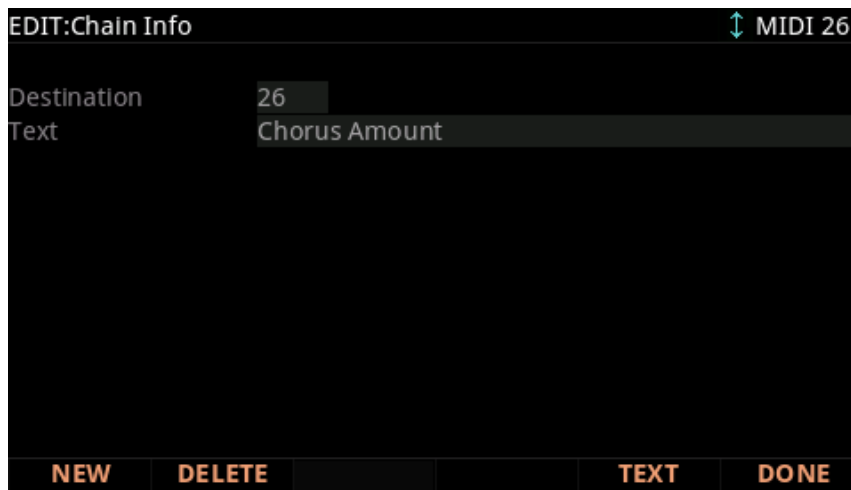 EDIT:Chain Info ↕ MIDI 26
Destination 26
Text Chorus Amount
NEW DELETE TEXT DONE